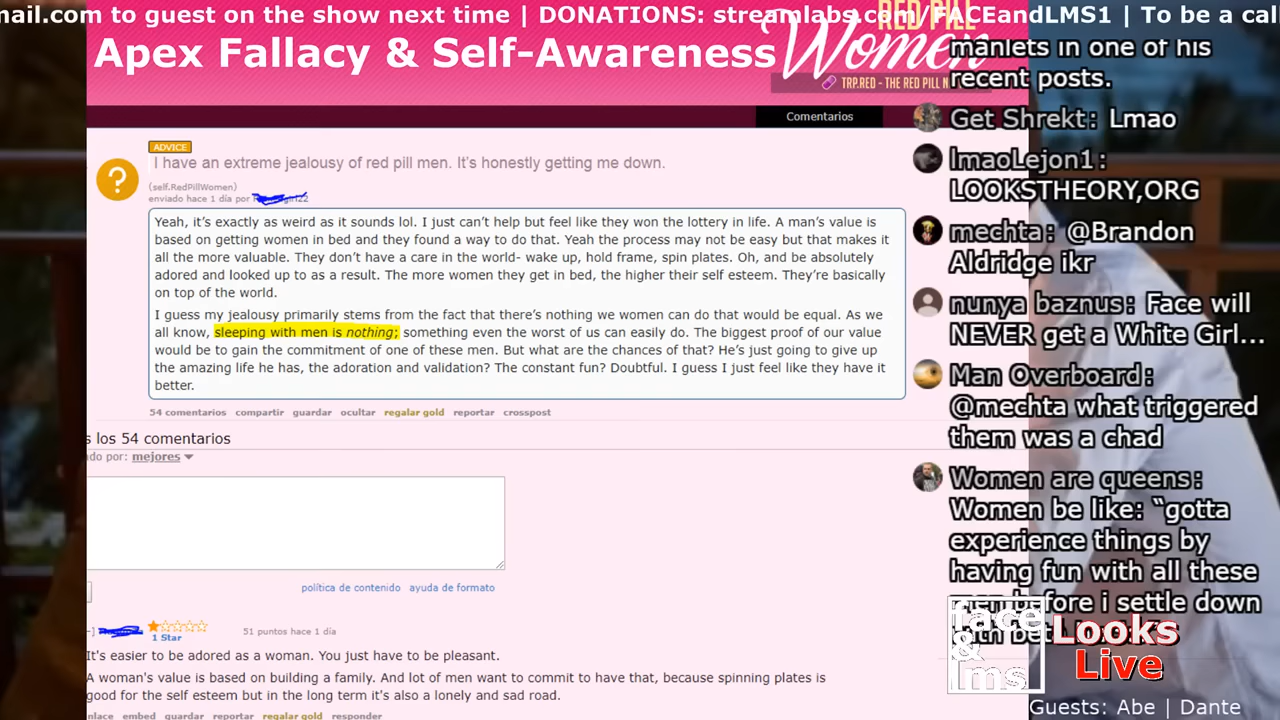 mail.com to guest on the show next time | DONATIONS: streamlabs.com/FACEandLMS1 | To be a cal
Apex Fallacy & Self-Awareness
RED PILL
Women
TRP.RED - THE RED PILL N
Comentarios
ADVICE
I have an extreme jealousy of red pill men. It's honestly getting me down.
?
(self.RedPillWomen)
enviado hace 1 día por
Yeah, it's exactly as weird as it sounds lol. I just can't help but feel like they won the lottery in life. A man's value is
based on getting women in bed and they found a way to do that. Yeah the process may not be easy but that makes it
all the more valuable. They don't have a care in the world- wake up, hold frame, spin plates. Oh, and be absolutely
adored and looked up to as a result. The more women they get in bed, the higher their self esteem. They're basically
on top of the world.
I guess my jealousy primarily stems from the fact that there's nothing we women can do that would be equal. As we
all know, sleeping with men is nothing; something even the worst of us can easily do. The biggest proof of our value
would be to gain the commitment of one of these men. But what are the chances of that? He's just going to give up
the amazing life he has, the adoration and validation? The constant fun? Doubtful. I guess I just feel like they have it
better.
54 comentarios compartir guardar ocultar regalar gold reportar crosspost
s los 54 comentarios
do por: mejores
política de contenido ayuda de formato
1 Star
51 puntos hace 1 día
It's easier to be adored as a woman. You just have to be pleasant.
A woman's value is based on building a family. And lot of men want to commit to have that, because spinning plates is
good for the self esteem but in the long term it's also a lonely and sad road.
nlace embed guardar reportar regalar gold responder
manlets in one of his
recent posts.
Get Shrekt: Lmao
lmaoLejon1:
LOOKSTHEORY,ORG
mechta: @Brandon
Aldridge ikr
nunya baznus: Face will
NEVER get a White Girl...
Man Overboard:
@mechta what triggered
them was a chad
Women are queens:
Women be like: "gotta
experience things by
having fun with all these
men before i settle down
face
& 
lms
Looks
Live
Guests: Abe | Dante